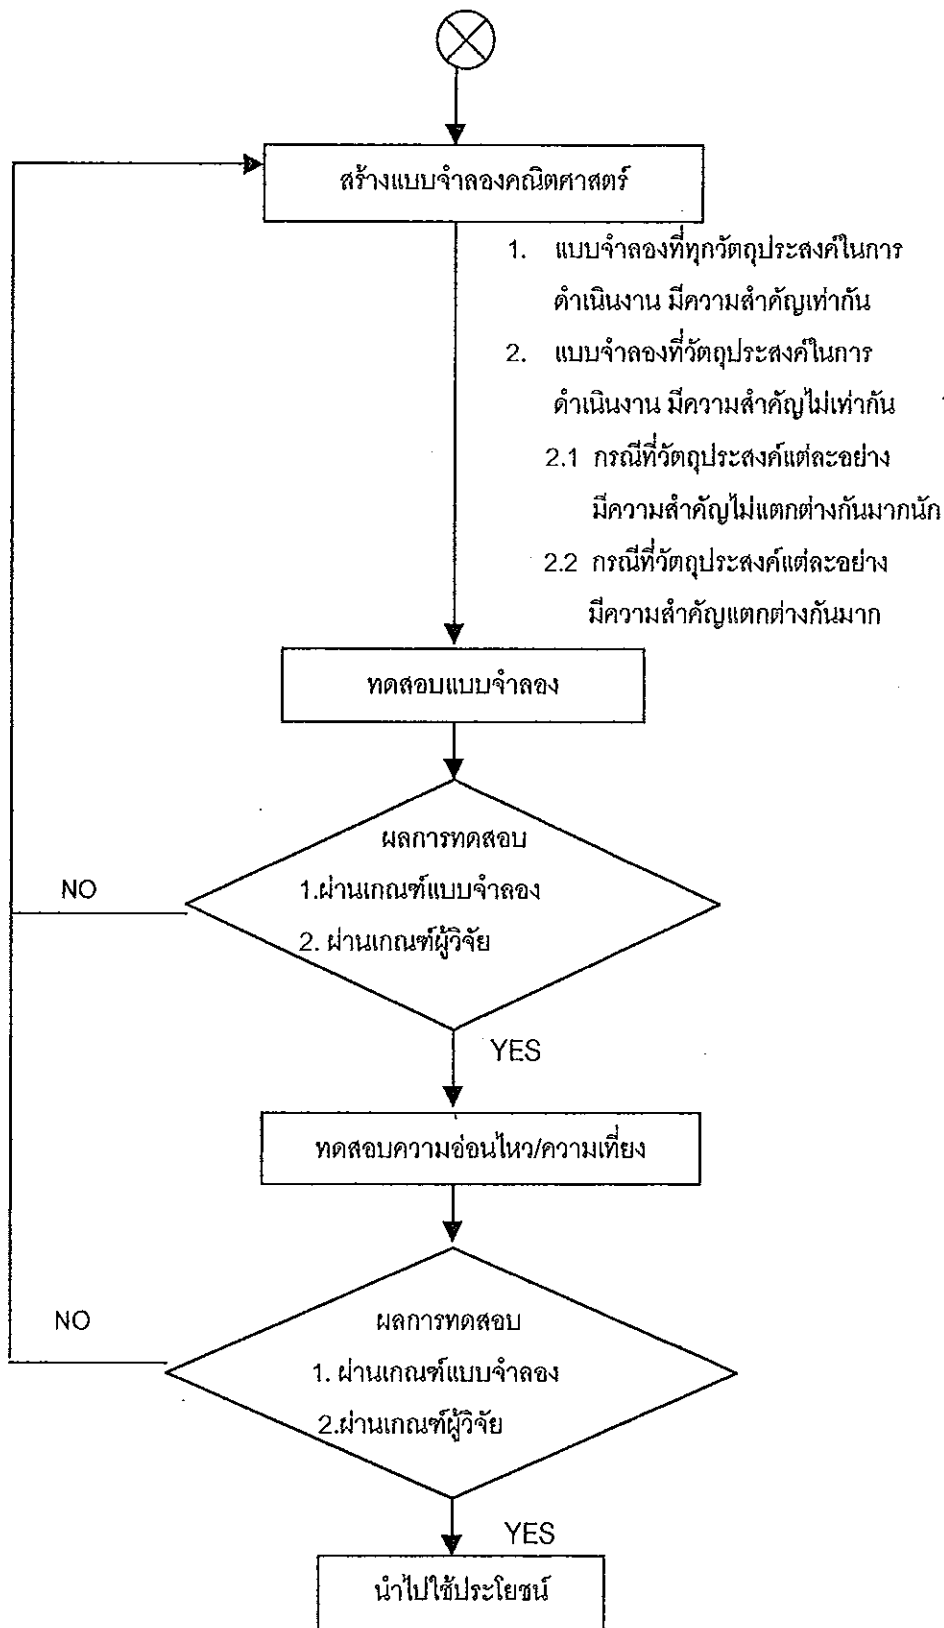 สร้างแบบจำลองคณิตศาสตร์
1. แบบจำลองที่ทุกวัตถุประสงค์ในการ
ดำเนินงาน มีความสำคัญเท่ากัน
2. แบบจำลองที่วัตถุประสงค์ในการ
ดำเนินงาน มีความสำคัญไม่เท่ากัน
2.1 กรณีที่วัตถุประสงค์แต่ละอย่าง
มีความสำคัญไม่แตกต่างกันมากนัก
2.2 กรณีที่วัตถุประสงค์แต่ละอย่าง
มีความสำคัญแตกต่างกันมาก
ทดสอบแบบจำลอง
ผลการทดสอบ
1.ผ่านเกณฑ์แบบจำลอง
2. ผ่านเกณฑ์ผู้วิจัย
NO
YES
ทดสอบความอ่อนไหว/ความเที่ยง
ผลการทดสอบ
1. ผ่านเกณฑ์แบบจำลอง
2.ผ่านเกณฑ์ผู้วิจัย
NO
YES
นำไปใช้ประโยชน์